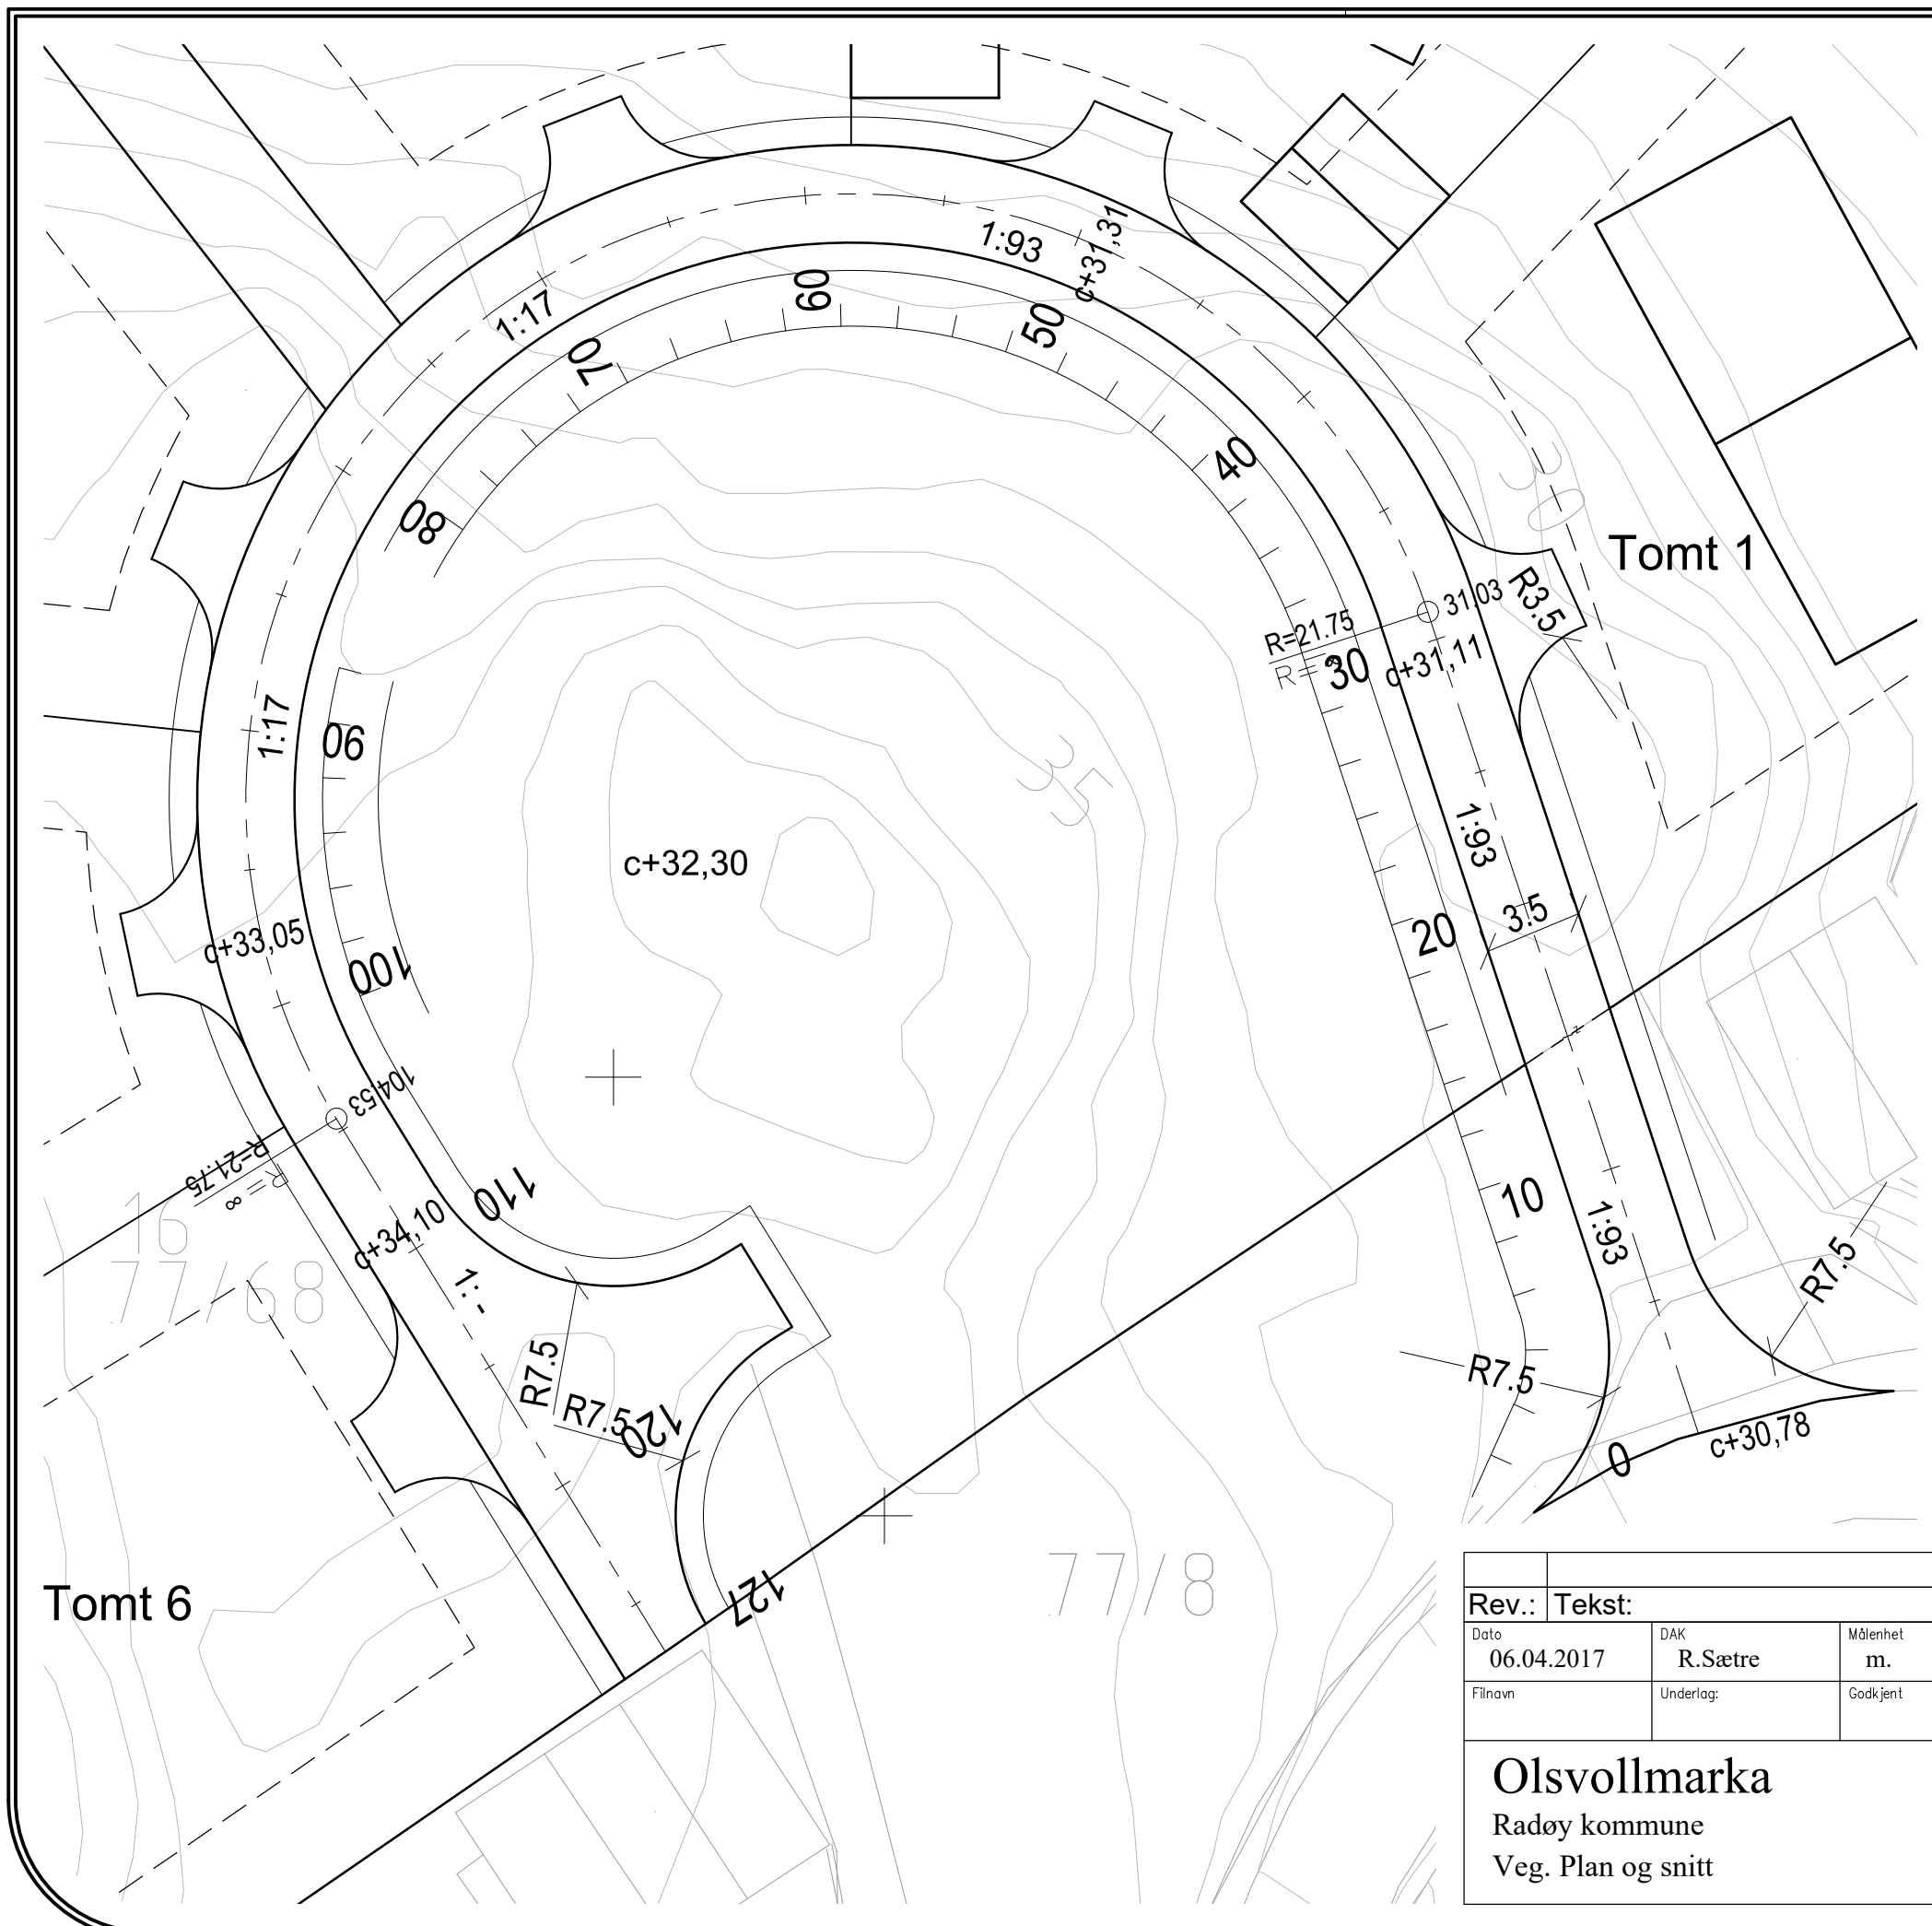 1:93
c+31,31
1:17
60
50
70
40
80
30
Tomt 1
R3.5
31.03
R=21.75
R=∞
30
c+31,11
1:17
90
35
1:93
c+32,30
3.5
20
c+33,05
100
104.53
R=21.75
R=∞
10
110
1:93
c+34,10
16
77/68
1:-
R7.5
R7.5
R7.5
R7.5
120
c+30,78
0
77/8
127
Tomt 6
Rev.: Tekst:
Dato DAK Målenhet
06.04.2017 R.Sætre m.
Filnavn Underlag: Godkjent
Olsvollmarka
Radøy kommune
Veg. Plan og snitt